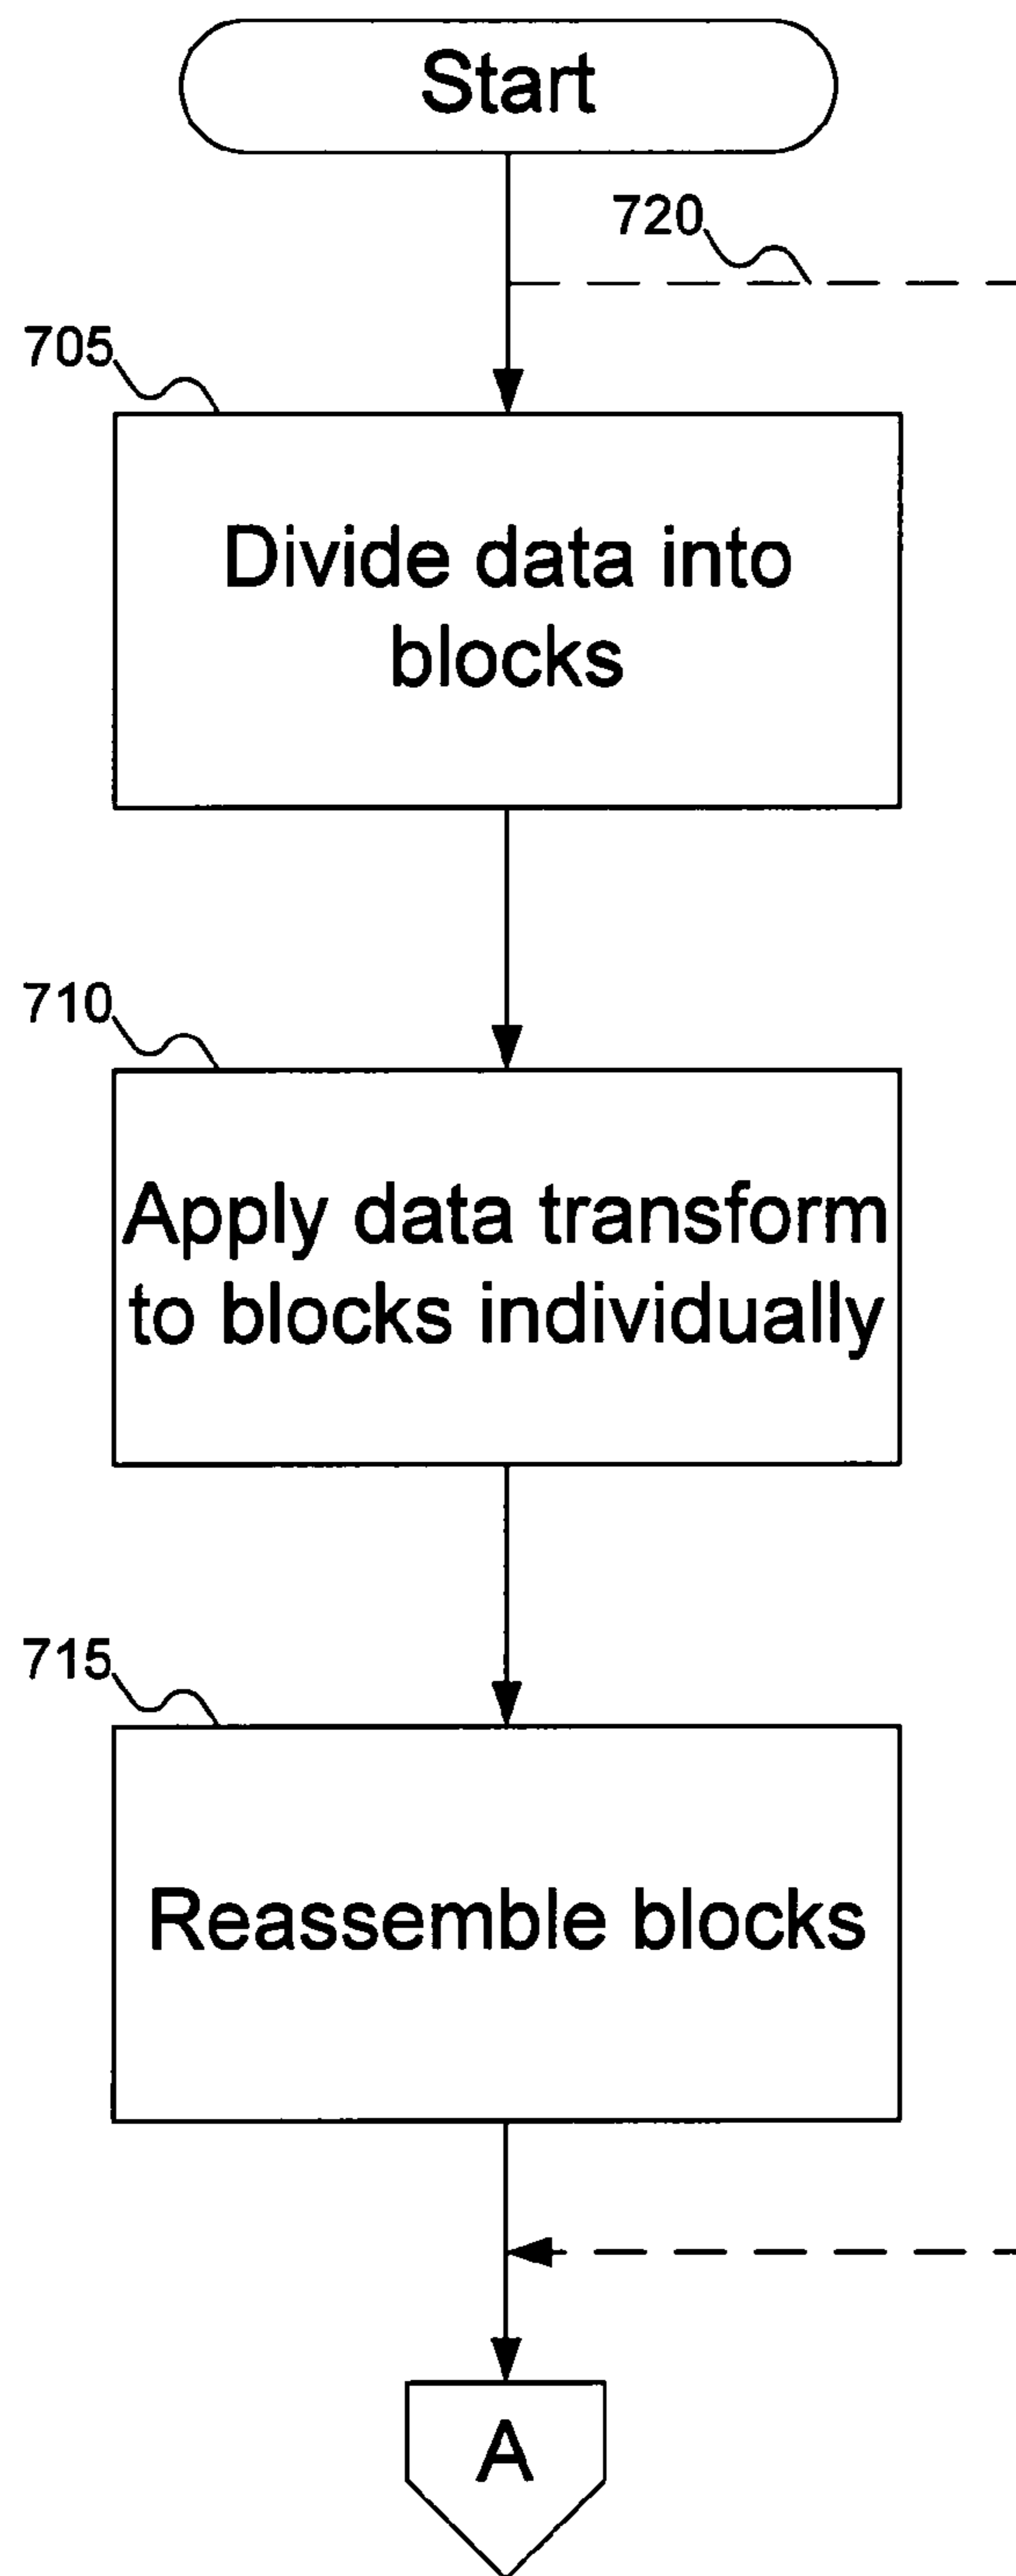 Start
720
705
Divide data into
blocks
710
Apply data transform
to blocks individually
715
Reassemble blocks
A